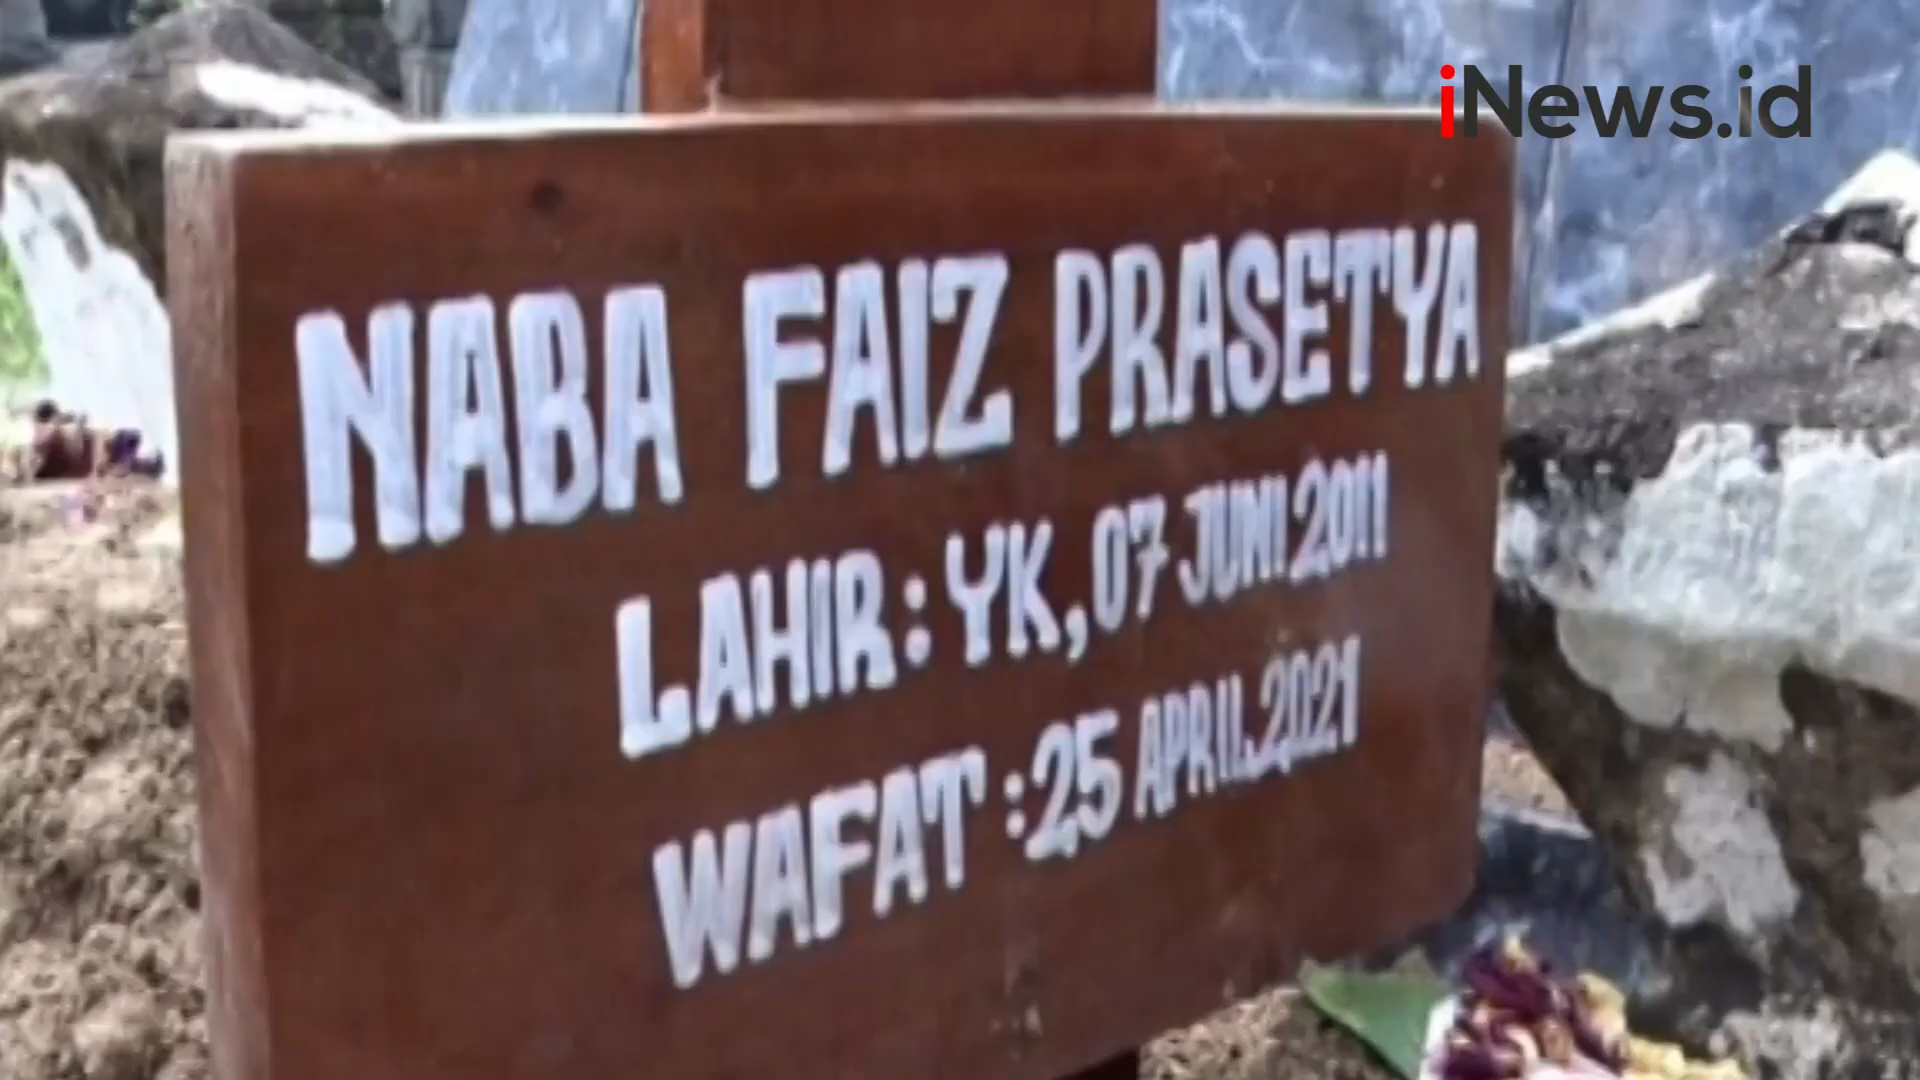 iNews.id
NABA FAIZ PRASETYA
LAHIR : YK, 07 JUNI 2011
WAFAT : 25 APRIL.2021